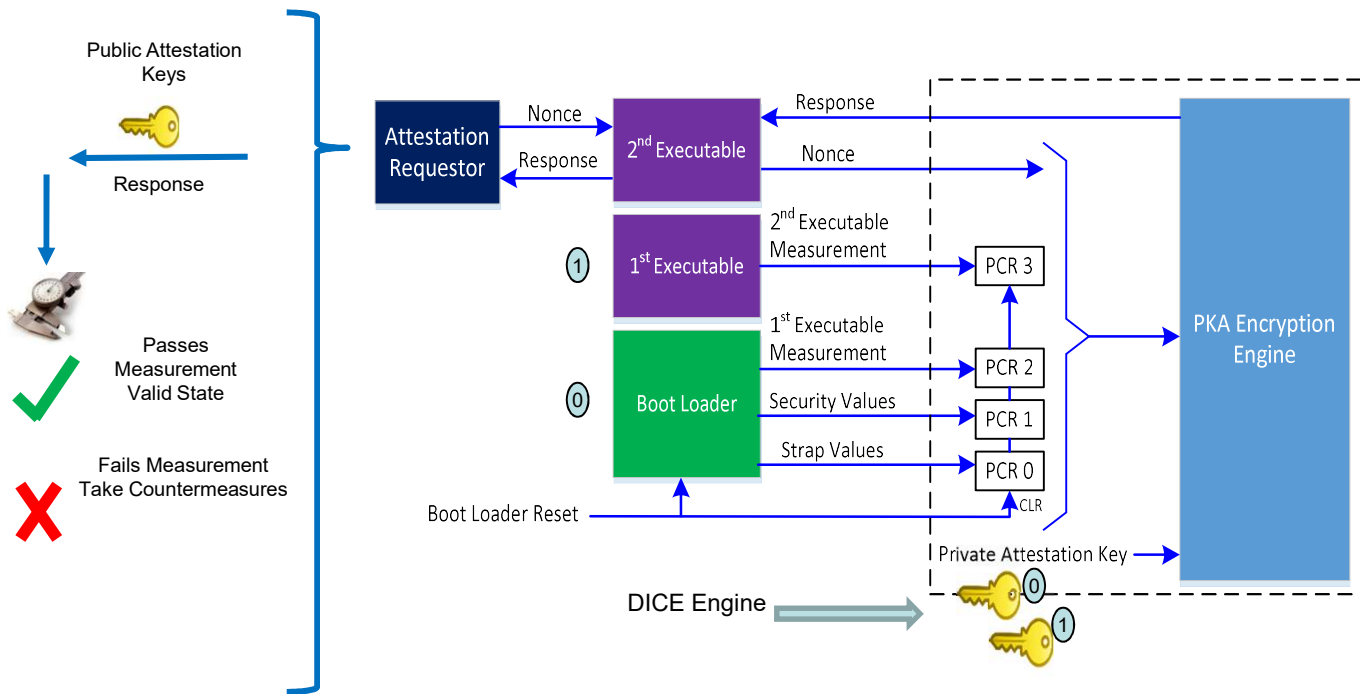 Public Attestation
Keys
Response
Passes
Measurement
Valid State
Fails Measurement
Take Countermeasures
Attestation
Requestor
Nonce
Response
2nd Executable
Response
Nonce
1
1st Executable
2nd Executable
Measurement
PCR 3
0
Boot Loader
1st Executable
Measurement
PCR 2
Security Values
PCR 1
Strap Values
PCR 0
CLR
Boot Loader Reset
PKA Encryption
Engine
Private Attestation Key
0
1
DICE Engine